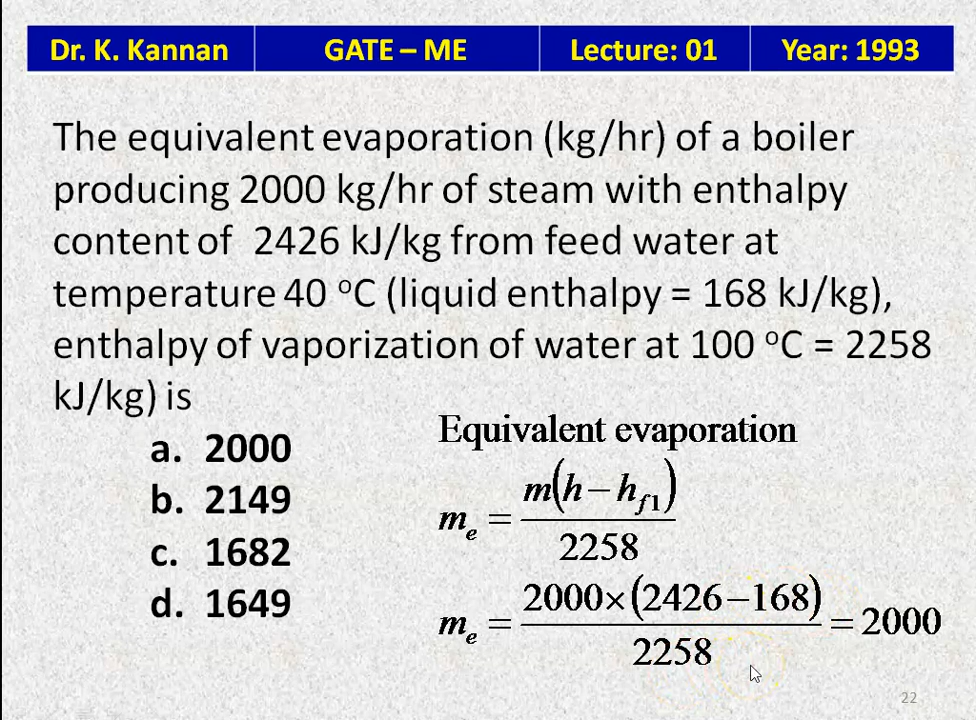 Dr. K. Kannan GATE – ME Lecture: 01 Year: 1993
The equivalent evaporation (kg/hr) of a boiler
producing 2000 kg/hr of steam with enthalpy
content of 2426 kJ/kg from feed water at
temperature 40 °C (liquid enthalpy = 168 kJ/kg),
enthalpy of vaporization of water at 100 °C = 2258
kJ/kg) is
a. 2000
b. 2149
c. 1682
d. 1649
Equivalent evaporation
m_e = m(h − h_f1) / 2258
m_e = 2000×(2426 − 168) / 2258 = 2000
22